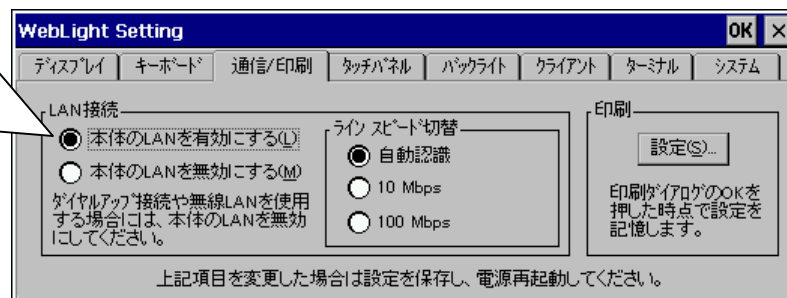 WebLight Setting
OK ×
ﾃﾞｨｽﾌﾟﾚｲ ｷｰﾎﾞｰﾄﾞ 通信/印刷 ﾀｯﾁﾊﾟﾈﾙ ﾊﾞｯｸﾗｲﾄ ｸﾗｲｱﾝﾄ ﾀｰﾐﾅﾙ ｼｽﾃﾑ
LAN接続
本体のLANを有効にする(L)
本体のLANを無効にする(M)
ﾀﾞｲﾔﾙｱｯﾌﾟ接続や無線LANを使用
する場合には、本体のLANを無効
にしてください。
ﾗｲﾝ ｽﾋﾟｰﾄﾞ切替
自動認識
10 Mbps
100 Mbps
印刷
設定(S)...
印刷ﾀﾞｲｱﾛｸﾞのOKを
押した時点で設定を
記憶します。
上記項目を変更した場合は設定を保存し、電源再起動してください。